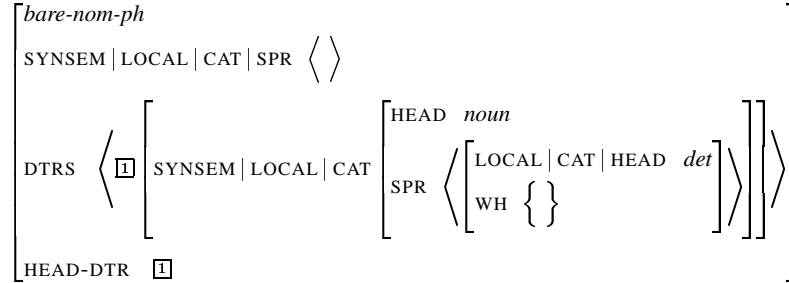 bare-nom-ph
SYNSEM | LOCAL | CAT | SPR ⟨ ⟩
HEAD noun
LOCAL | CAT | HEAD det
DTRS ⟨ 1 SYNSEM | LOCAL | CAT SPR ⟨
WH { } ⟩ ⟩
HEAD-DTR 1